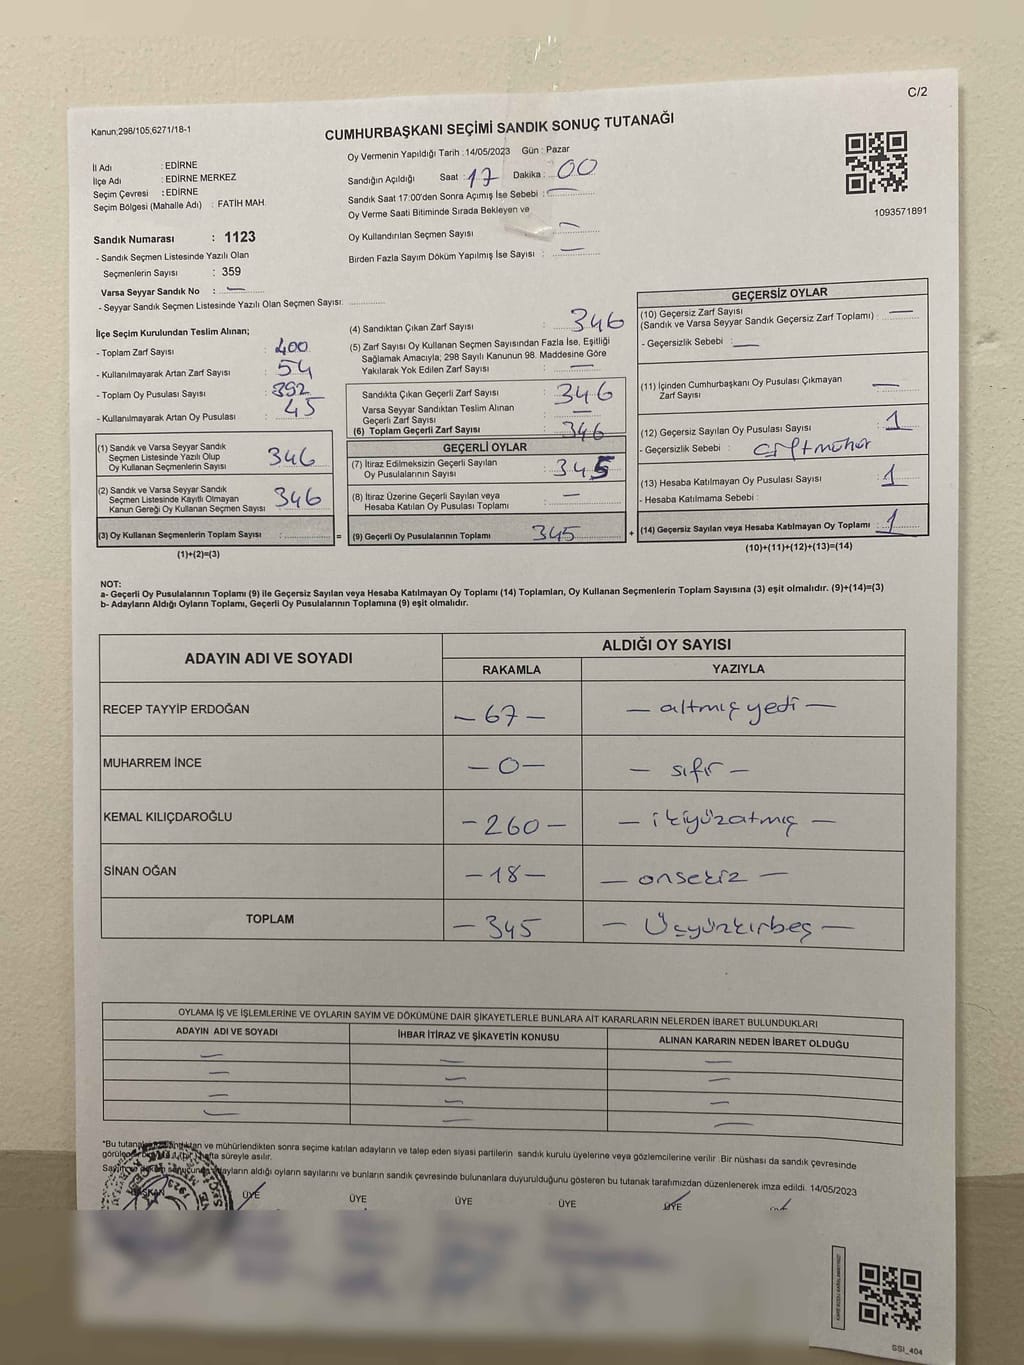 C/2
Kanun;298/105,6271/18-1
CUMHURBAŞKANI SEÇİMİ SANDIK SONUÇ TUTANAĞI
İl Adı : EDİRNE
İlçe Adı : EDİRNE MERKEZ
Seçim Çevresi : EDİRNE
Seçim Bölgesi (Mahalle Adı) : FATİH MAH.
Oy Vermenin Yapıldığı Tarih : 14/05/2023 Gün : Pazar
Sandığın Açıldığı Saat : 17 Dakika : 00
Sandık Saat 17:00'den Sonra Açımış İse Sebebi : —
Oy Verme Saati Bitiminde Sırada Bekleyen ve
Oy Kullandırılan Seçmen Sayısı —
Birden Fazla Sayım Döküm Yapılmış İse Sayısı : —
1093571891
Sandık Numarası : 1123
- Sandık Seçmen Listesinde Yazılı Olan
Seçmenlerin Sayısı : 359
Varsa Seyyar Sandık No : —
- Seyyar Sandık Seçmen Listesinde Yazılı Olan Seçmen Sayısı:
İlçe Seçim Kurulundan Teslim Alınan;
- Toplam Zarf Sayısı : 400
- Kullanılmayarak Artan Zarf Sayısı : 54
- Toplam Oy Pusulası Sayısı : 392
- Kullanılmayarak Artan Oy Pusulası : 45
(1) Sandık ve Varsa Seyyar Sandık
Seçmen Listesinde Yazılı Olup
Oy Kullanan Seçmenlerin Sayısı : 346
(2) Sandık ve Varsa Seyyar Sandık
Seçmen Listesinde Kayıtlı Olmayan
Kanun Gereği Oy Kullanan Seçmen Sayısı : 346
(3) Oy Kullanan Seçmenlerin Toplam Sayısı :
=
(1)+(2)=(3)
(4) Sandıktan Çıkan Zarf Sayısı : 346
(5) Zarf Sayısı Oy Kullanan Seçmen Sayısından Fazla İse, Eşitliği
Sağlamak Amacıyla; 298 Sayılı Kanunun 98. Maddesine Göre
Yakılarak Yok Edilen Zarf Sayısı : —
Sandıkta Çıkan Geçerli Zarf Sayısı : 346
Varsa Seyyar Sandıktan Teslim Alınan
Geçerli Zarf Sayısı : —
(6) Toplam Geçerli Zarf Sayısı : 346
GEÇERLİ OYLAR
(7) İtiraz Edilmeksizin Geçerli Sayılan
Oy Pusulalarının Sayısı : 345
(8) İtiraz Üzerine Geçerli Sayılan veya
Hesaba Katılan Oy Pusulası Toplamı : —
(9) Geçerli Oy Pusulalarının Toplamı : 345
+
GEÇERSİZ OYLAR
(10) Geçersiz Zarf Sayısı
(Sandık ve Varsa Seyyar Sandık Geçersiz Zarf Toplamı) : —
- Geçersizlik Sebebi : —
(11) İçinden Cumhurbaşkanı Oy Pusulası Çıkmayan
Zarf Sayısı : —
(12) Geçersiz Sayılan Oy Pusulası Sayısı : 1
- Geçersizlik Sebebi : çift mühür
(13) Hesaba Katılmayan Oy Pusulası Sayısı : 1
- Hesaba Katılmama Sebebi :
(14) Geçersiz Sayılan veya Hesaba Katılmayan Oy Toplamı : 1
(10)+(11)+(12)+(13)=(14)
NOT:
a- Geçerli Oy Pusulalarının Toplamı (9) ile Geçersiz Sayılan veya Hesaba Katılmayan Oy Toplamı (14) Toplamları, Oy Kullanan Seçmenlerin Toplam Sayısına (3) eşit olmalıdır. (9)+(14)=(3)
b- Adayların Aldığı Oyların Toplamı, Geçerli Oy Pusulalarının Toplamına (9) eşit olmalıdır.
ADAYIN ADI VE SOYADI
ALDIĞI OY SAYISI
RAKAMLA YAZIYLA
RECEP TAYYİP ERDOĞAN — 67 — — altmış yedi —
MUHARREM İNCE — 0 — — sıfır —
KEMAL KILIÇDAROĞLU — 260 — — ikiyüzatmış —
SİNAN OĞAN — 18 — — onsekiz —
TOPLAM — 345 — Üçyüzkırbeş —
OYLAMA İŞ VE İŞLEMLERİNE VE OYLARIN SAYIM VE DÖKÜMÜNE DAİR ŞİKAYETLERLE BUNLARA AİT KARARLARIN NELERDEN İBARET BULUNDUKLARI
ADAYIN ADI VE SOYADI İHBAR İTİRAZ VE ŞİKAYETİN KONUSU ALINAN KARARIN NEDEN İBARET OLDUĞU
— — —
— — —
— — —
— — —
*Bu tutanak ve mühürlendikten sonra seçime katılan adayların ve talep eden siyasi partilerin sandık kurulu üyelerine veya gözlemcilerine verilir Bir nüshası da sandık çevresinde
hafta süreyle asılır.
adayların aldığı oyların sayılarını ve bunların sandık çevresinde bulunanlara duyurulduğunu gösteren bu tutanak tarafımızdan düzenlenerek imza edildi. 14/05/2023
BAŞKAN ÜYE ÜYE ÜYE ÜYE ÜYE
SSI_404